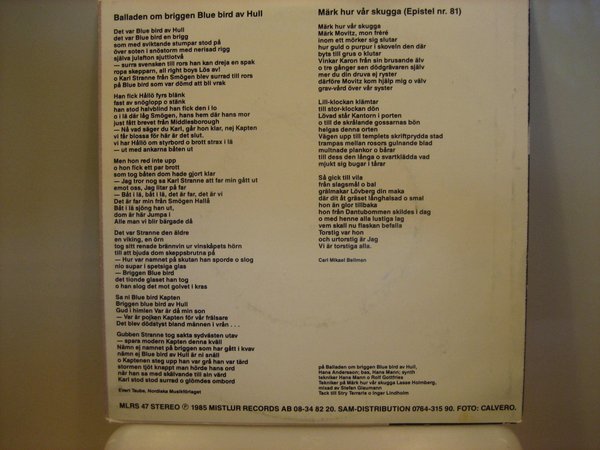 Balladen om briggen Blue bird av Hull
Det var Blue bird av Hull
det var Blue bird en brigg
som med sviktande stumpar stod på
över soten i snöstorm med nerisad rigg
själva julafton sjuttiotvå
— surra svensken till rors han kan dreja en spak
ropa skepparn, all right boys Lös av!
o Karl Stranne från Smögen blev surrad till rors
på Blue bird som var dömd att bli vrak
Han fick Hållö fyrs blänk
fast av snöglopp o stänk
han stod halvblind han fick den i lo
o i lä där låg Smögen, hans hem där hans mor
just fått brevet från Middlesborough
— Nå vad säger du Karl, går hon klar, nej Kapten
vi får blossa för här är det slut.
vi har Hållö om styrbord o brott strax i lä
— ut med ankarna båten ut
Men hon red inte upp
o hon fick ett par brott
som tog båten dom hade gjort klar
— Jag tror nog sa Karl Stranne att far min gått ut
emot oss, Jag litar på far
— Båt i lä, båt i lä, det är far, det är vi
Det är far min från Smögen Hallå
Båt i lä sjöng han ut,
dom är här Jumpa i
Alle man vi blir bärgade då
Det var Stranne den äldre
en viking, en örn
tog sitt renade brännvin ur vinskåpets hörn
till att bjuda dom skeppsbrutna på
— Hur var namnet på skutan han sporde o slog
nio supar i spetsiga glas
— Briggen Blue bird
det tionde glaset han tog
o han slog det mot golvet i kras
Sa ni Blue bird Kapten
Briggen blue bird av Hull
Gud i himlen Var är då min son
— Var är pojken Kapten för vår frälsare
Det blev dödstyst bland männen i vrån . . .
Gubben Stranne tog sakta sydvästen utav
— spara modern Kapten denna kväll
Nämn ej namnet på briggen som har gått i kvav
nämn ej Blue bird av Hull är ni snäll
o Kaptenen steg upp han var grå han var tärd
stormen tjöt knappt man hörde hans ord
när han sa med skälvande till sin värd
Karl stod stod surrad o glömdes ombord
Evert Taube, Nordiska Musikförlaget
Märk hur vår skugga (Epistel nr. 81)
Märk hur vår skugga
Märk Movitz, mon frèrè
inom ett mörker sig slutar
hur guld o purpur i skoveln den där
byts till grus o klutar
Vinkar Karon från sin brusande älv
o tre gånger sen dödgrävaren själv
mer du din druva ej ryster
därföre Movitz kom hjälp mig o välv
grav-vård över vår syster
Lill-klockan klämtar
till stor-klockan dön
Lövad står Kantorn i porten
o till de skrålande gossarnas bön
helgas denna orten
Vägen upp till templets skriftprydda stad
trampas mellan rosors gulnande blad
multnade plankor o bårar
till dess den långa o svartklädda vad
mjukt sig bugar i tårar
Så gick till vila
från slagsmål o bal
grälmakar Lövberg din maka
där dit åt gräset långhalsad o smal
hon än glor tillbaka
hon från Dantubommen skildes i dag
o med henne alla lustiga lag
vem skall nu flaskan befalla
Torstig var hon
och urtorstig är Jag
Vi är torstiga alla.
Carl Mikael Bellman
på Balladen om briggen Blue bird av Hull,
Hans Andersson; bas, Hans Mann; synth
tekniker Hans Mann o Rolf Gottfries
Tekniker på Märk hur vår skugga Lasse Holmberg,
mixad av Stefan Glaumann
Tack till Stry Terrarie o Inger Lindholm
MLRS 47 STEREO Ⓟ 1985 MISTLUR RECORDS AB 08-34 82 20. SAM-DISTRIBUTION 0764-315 90. FOTO: CALVERO.